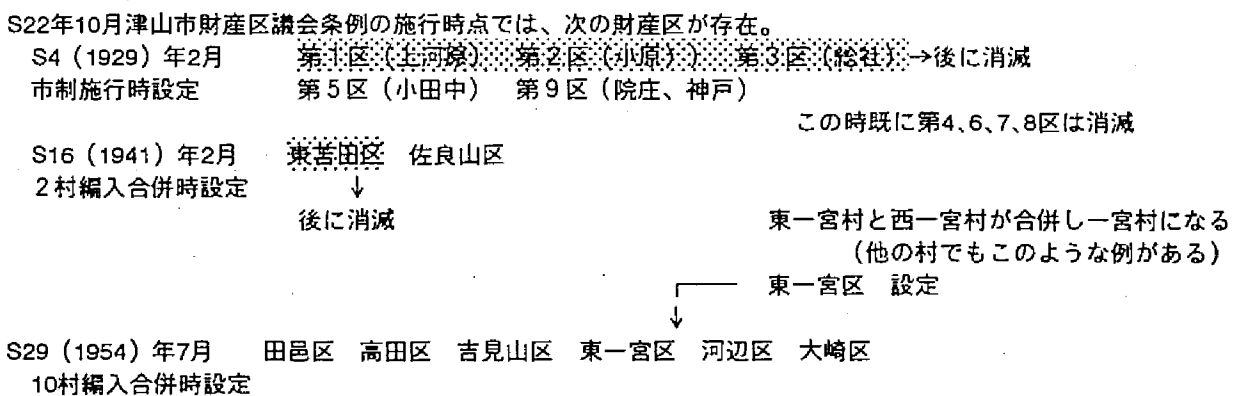 S22年10月津山市財産区議会条例の施行時点では、次の財産区が存在。
S4（1929）年2月　第1区（上河原）　第2区（小原））　第3区（総社）→後に消滅
市制施行時設定　第5区（小田中）　第9区（院庄、神戸）
この時既に第4、6、7、8区は消滅
S16（1941）年2月　東苫田区　佐良山区
2村編入合併時設定　↓
後に消滅　東一宮村と西一宮村が合併し一宮村になる
（他の村でもこのような例がある）
東一宮区　設定
↓
S29（1954）年7月　田邑区　高田区　吉見山区　東一宮区　河辺区　大崎区
10村編入合併時設定